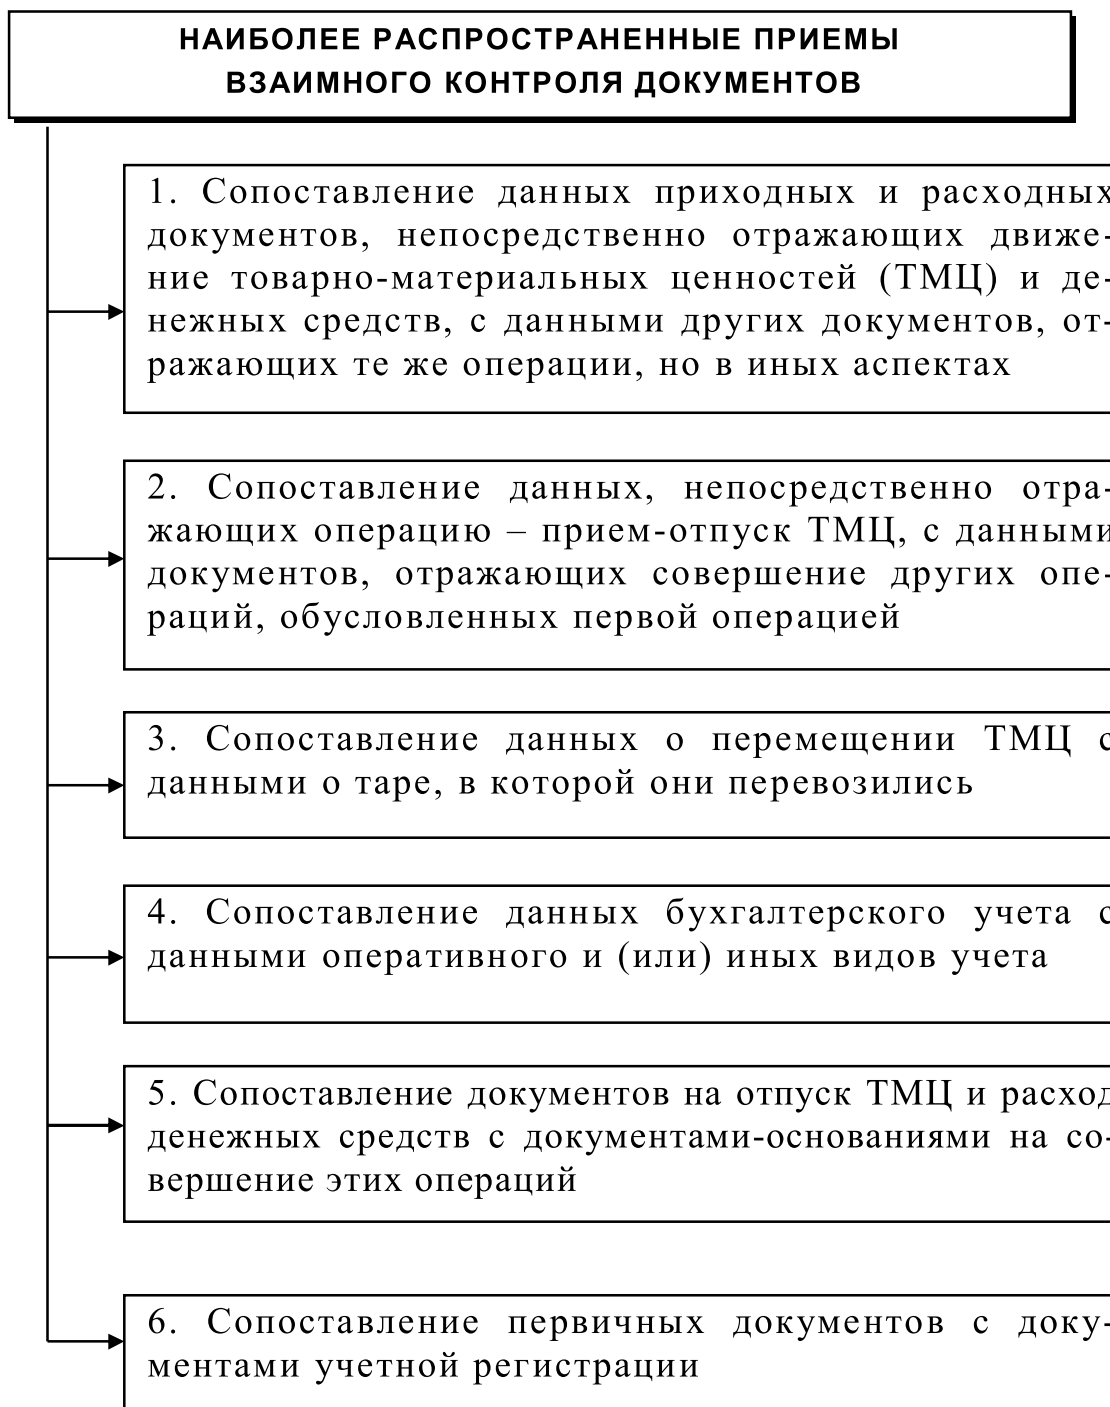 НАИБОЛЕЕ РАСПРОСТРАНЕННЫЕ ПРИЕМЫ
ВЗАИМНОГО КОНТРОЛЯ ДОКУМЕНТОВ
1. Сопоставление данных приходных и расходных
документов, непосредственно отражающих движе-
ние товарно-материальных ценностей (ТМЦ) и де-
нежных средств, с данными других документов, от-
ражающих те же операции, но в иных аспектах
2. Сопоставление данных, непосредственно отра-
жающих операцию – прием-отпуск ТМЦ, с данными
документов, отражающих совершение других опе-
раций, обусловленных первой операцией
3. Сопоставление данных о перемещении ТМЦ с
данными о таре, в которой они перевозились
4. Сопоставление данных бухгалтерского учета с
данными оперативного и (или) иных видов учета
5. Сопоставление документов на отпуск ТМЦ и расход
денежных средств с документами-основаниями на со-
вершение этих операций
6. Сопоставление первичных документов с доку-
ментами учетной регистрации